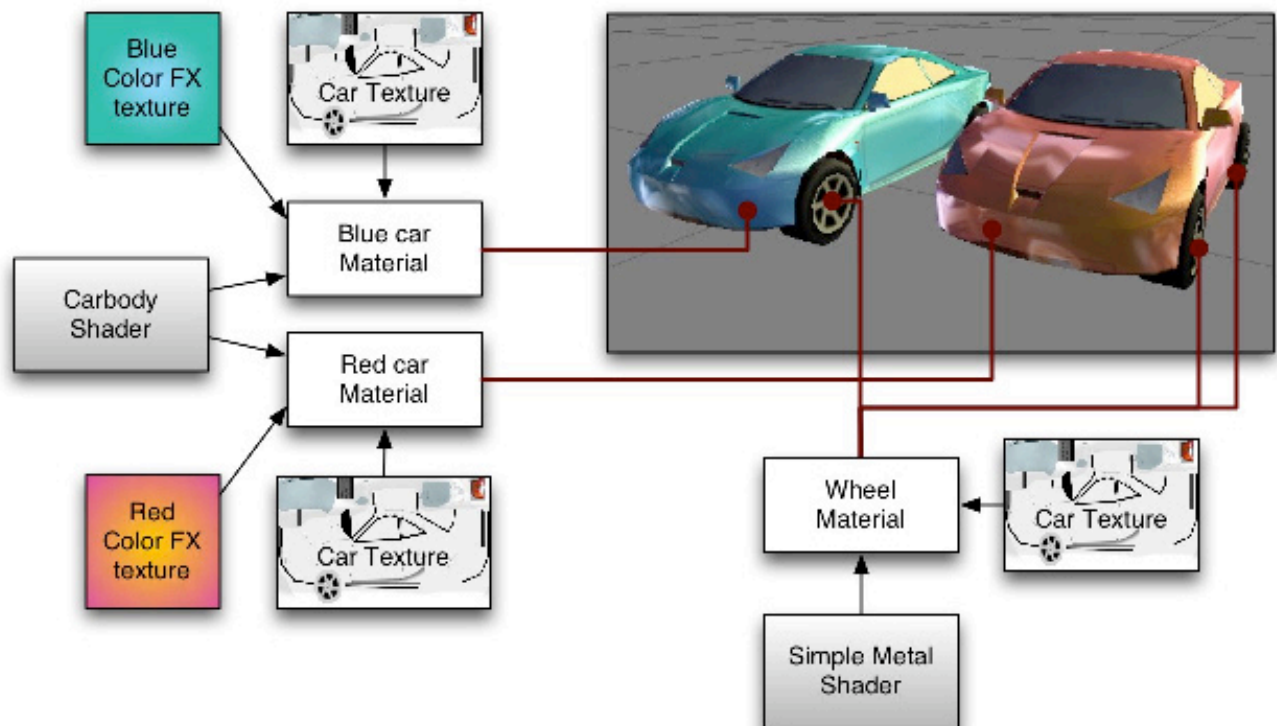 Blue
Color FX
texture
Car Texture
Blue car
Material
Carbody
Shader
Red car
Material
Red
Color FX
texture
Car Texture
Wheel
Material
Car Texture
Simple Metal
Shader